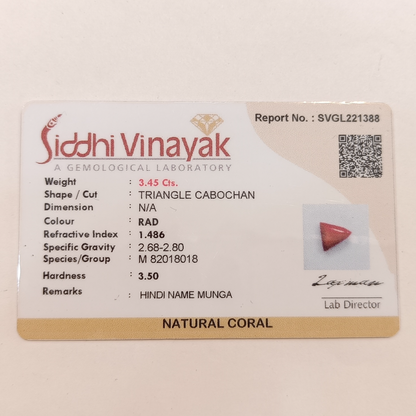 Report No. : SVGL221388
Siddhi Vinayak
A GEMOLOGICAL LABORATORY
Weight : 3.45 Cts.
Shape / Cut : TRIANGLE CABOCHAN
Dimension : N/A
Colour : RAD
Refractive Index : 1.486
Specific Gravity : 2.68-2.80
Species/Group : M 82018018
Hardness : 3.50
Remarks : HINDI NAME MUNGA
Lab Director
NATURAL CORAL